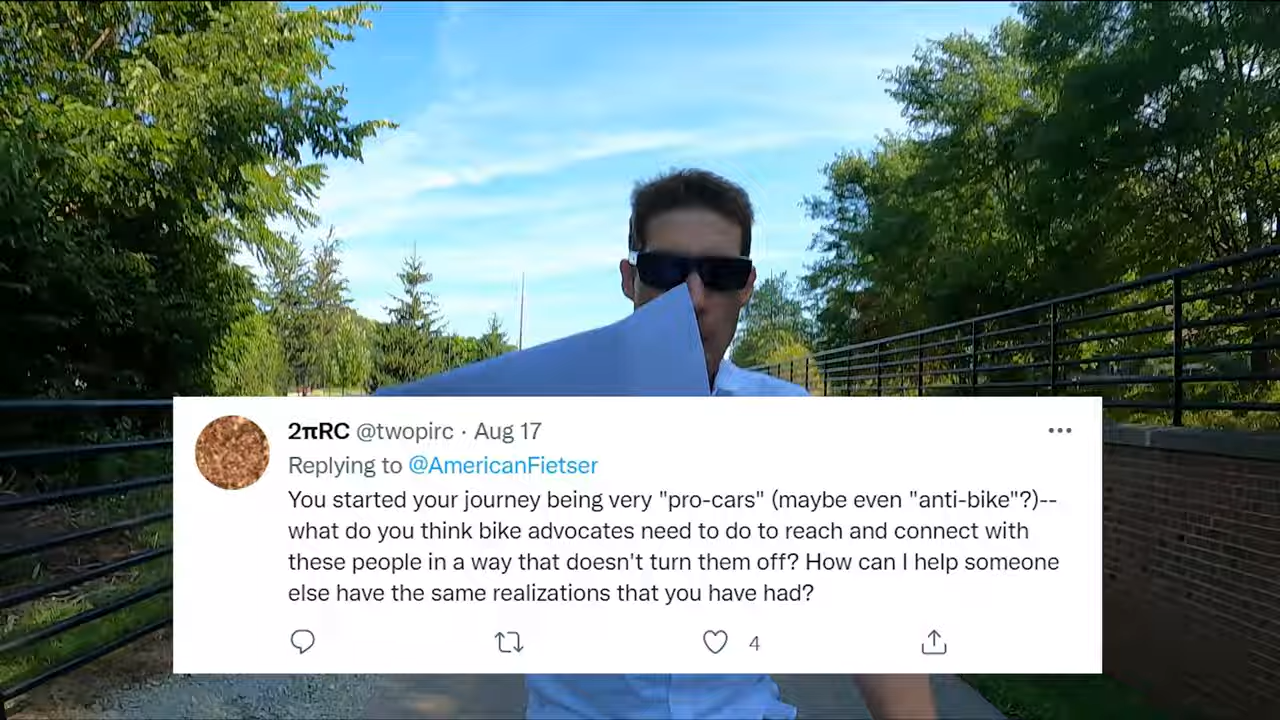 2πRC @twopirc · Aug 17
Replying to @AmericanFietser
You started your journey being very "pro-cars" (maybe even "anti-bike"?)--
what do you think bike advocates need to do to reach and connect with
these people in a way that doesn't turn them off? How can I help someone
else have the same realizations that you have had?
4